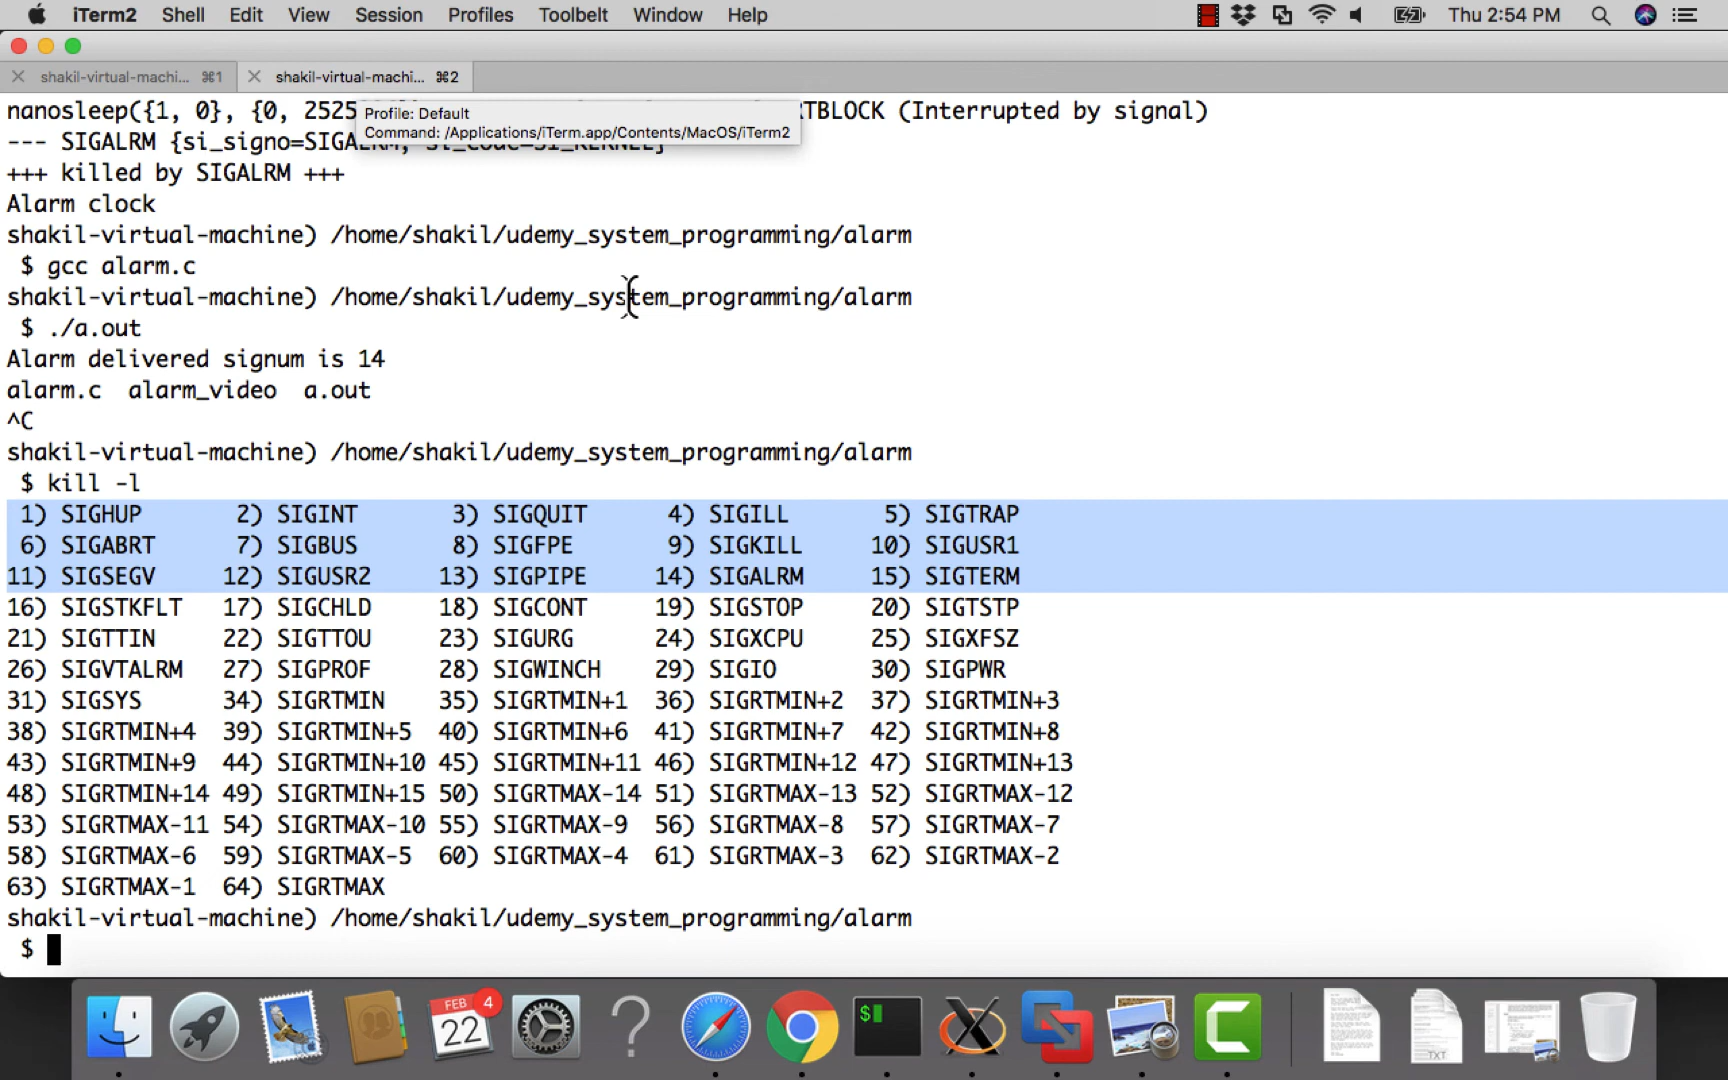 iTerm2 Shell Edit View Session Profiles Toolbelt Window Help Thu 2:54 PM
shakil-virtual-machi... ⌘1 shakil-virtual-machi... ⌘2
nanosleep({1, 0}, {0, 2525 RTBLOCK (Interrupted by signal)
Profile: Default
Command: /Applications/iTerm.app/Contents/MacOS/iTerm2
--- SIGALRM {si_signo=SIGALRM, si_code=SI_KERNEL}
+++ killed by SIGALRM +++
Alarm clock
shakil-virtual-machine) /home/shakil/udemy_system_programming/alarm
$ gcc alarm.c
shakil-virtual-machine) /home/shakil/udemy_system_programming/alarm
$ ./a.out
Alarm delivered signum is 14
alarm.c alarm_video a.out
^C
shakil-virtual-machine) /home/shakil/udemy_system_programming/alarm
$ kill -l
1) SIGHUP 2) SIGINT 3) SIGQUIT 4) SIGILL 5) SIGTRAP
6) SIGABRT 7) SIGBUS 8) SIGFPE 9) SIGKILL 10) SIGUSR1
11) SIGSEGV 12) SIGUSR2 13) SIGPIPE 14) SIGALRM 15) SIGTERM
16) SIGSTKFLT 17) SIGCHLD 18) SIGCONT 19) SIGSTOP 20) SIGTSTP
21) SIGTTIN 22) SIGTTOU 23) SIGURG 24) SIGXCPU 25) SIGXFSZ
26) SIGVTALRM 27) SIGPROF 28) SIGWINCH 29) SIGIO 30) SIGPWR
31) SIGSYS 34) SIGRTMIN 35) SIGRTMIN+1 36) SIGRTMIN+2 37) SIGRTMIN+3
38) SIGRTMIN+4 39) SIGRTMIN+5 40) SIGRTMIN+6 41) SIGRTMIN+7 42) SIGRTMIN+8
43) SIGRTMIN+9 44) SIGRTMIN+10 45) SIGRTMIN+11 46) SIGRTMIN+12 47) SIGRTMIN+13
48) SIGRTMIN+14 49) SIGRTMIN+15 50) SIGRTMAX-14 51) SIGRTMAX-13 52) SIGRTMAX-12
53) SIGRTMAX-11 54) SIGRTMAX-10 55) SIGRTMAX-9 56) SIGRTMAX-8 57) SIGRTMAX-7
58) SIGRTMAX-6 59) SIGRTMAX-5 60) SIGRTMAX-4 61) SIGRTMAX-3 62) SIGRTMAX-2
63) SIGRTMAX-1 64) SIGRTMAX
shakil-virtual-machine) /home/shakil/udemy_system_programming/alarm
$
FEB 4
22
$
TXT